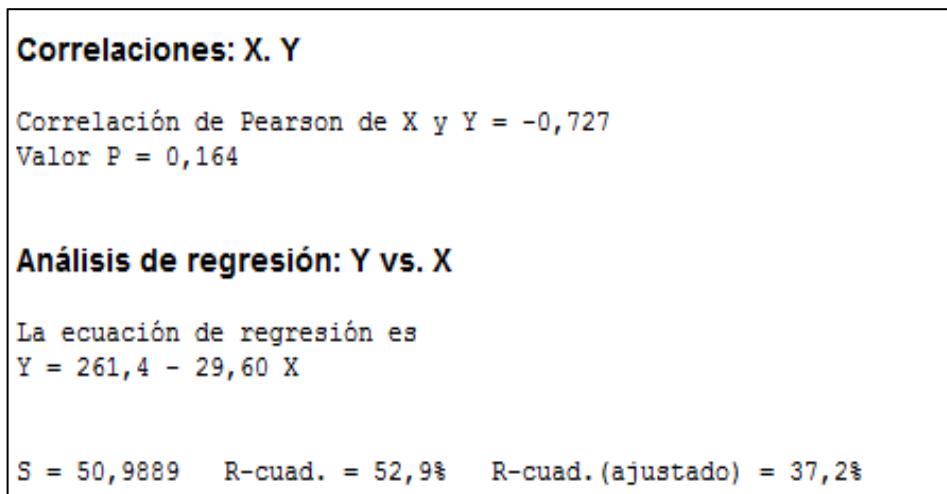 Correlaciones: X. Y
Correlación de Pearson de X y Y = -0,727
Valor P = 0,164
Análisis de regresión: Y vs. X
La ecuación de regresión es
Y = 261,4 - 29,60 X
S = 50,9889   R-cuad. = 52,9%   R-cuad.(ajustado) = 37,2%